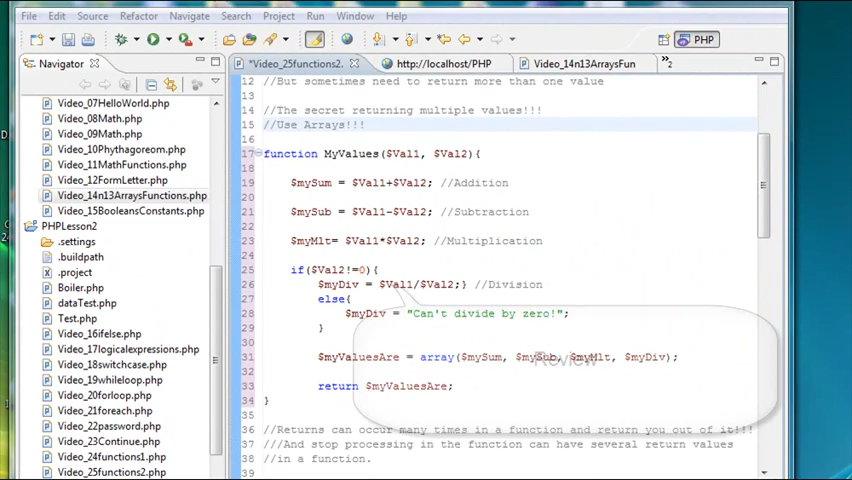 File Edit Source Refactor Navigate Search Project Run Window Help
PHP
Navigator
*Video_25functions2.
http://localhost/PHP
Video_14n13ArraysFun
»2
Video_07HelloWorld.php
Video_08Math.php
Video_09Math.php
Video_10Phythagoreom.php
Video_11MathFunctions.php
Video_12FormLetter.php
Video_14n13ArraysFunctions.php
Video_15BooleansConstants.php
PHPLesson2
.settings
.buildpath
.project
Boiler.php
dataTest.php
Test.php
Video_16ifelse.php
Video_17logicalexpressions.php
Video_18switchcase.php
Video_19whileloop.php
Video_20forloop.php
Video_21foreach.php
Video_22password.php
Video_23Continue.php
Video_24functions1.php
Video_25functions2.php
12 //But sometimes need to return more than one value
13
14 //The secret returning multiple values!!!
15 //Use Arrays!!!
16
17 function MyValues($Val1, $Val2){
18
19 $mySum = $Val1+$Val2; //Addition
20
21 $mySub = $Val1-$Val2; //Subtraction
22
23 $myMlt= $Val1*$Val2; //Multiplication
24
25 if($Val2!=0){
26 $myDiv = $Val1/$Val2;} //Division
27 else{
28 $myDiv = "Can't divide by zero!";
29 }
30
31 $myValuesAre = array($mySum, $mySub, $myMlt, $myDiv);
Review
32
33 return $myValuesAre;
34 }
35
36 //Returns can occur many times in a function and return you out of it!!!
37 ///And stop processing in the function can have several return values
38 //in a function.
39